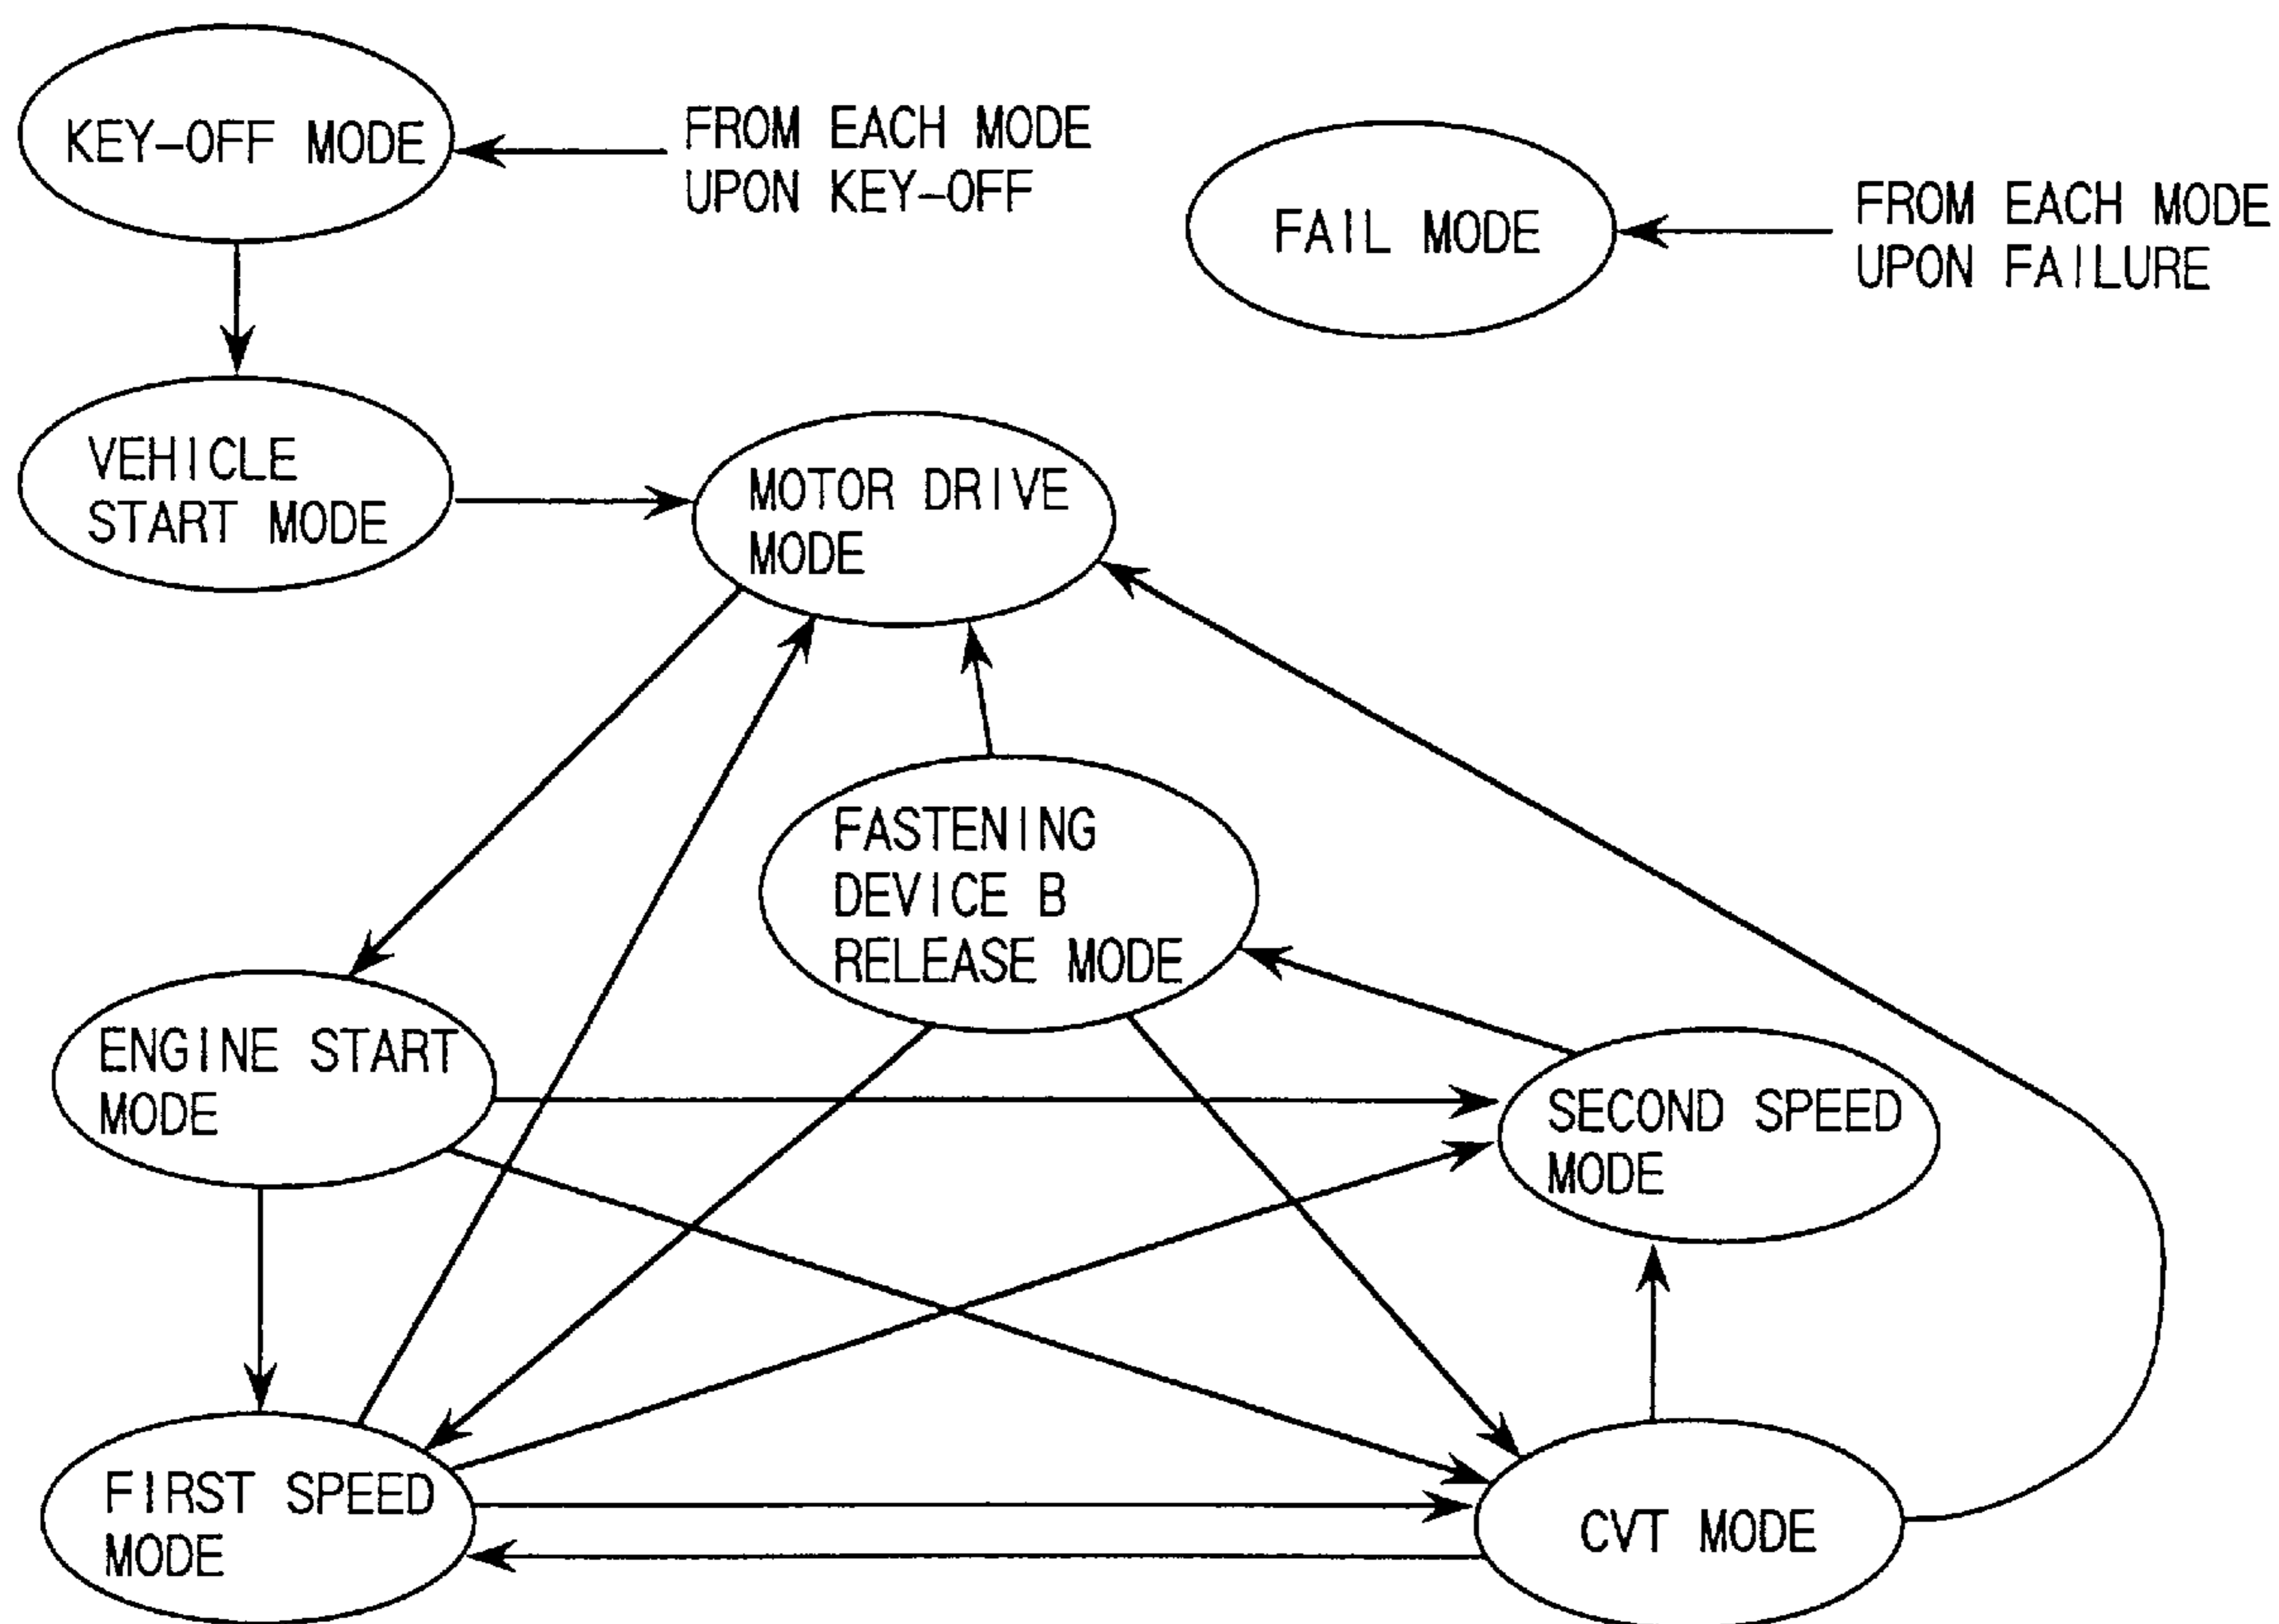 KEY-OFF MODE
FROM EACH MODE
UPON KEY-OFF
FAIL MODE
FROM EACH MODE
UPON FAILURE
VEHICLE
START MODE
MOTOR DRIVE
MODE
FASTENING
DEVICE B
RELEASE MODE
ENGINE START
MODE
SECOND SPEED
MODE
FIRST SPEED
MODE
CVT MODE